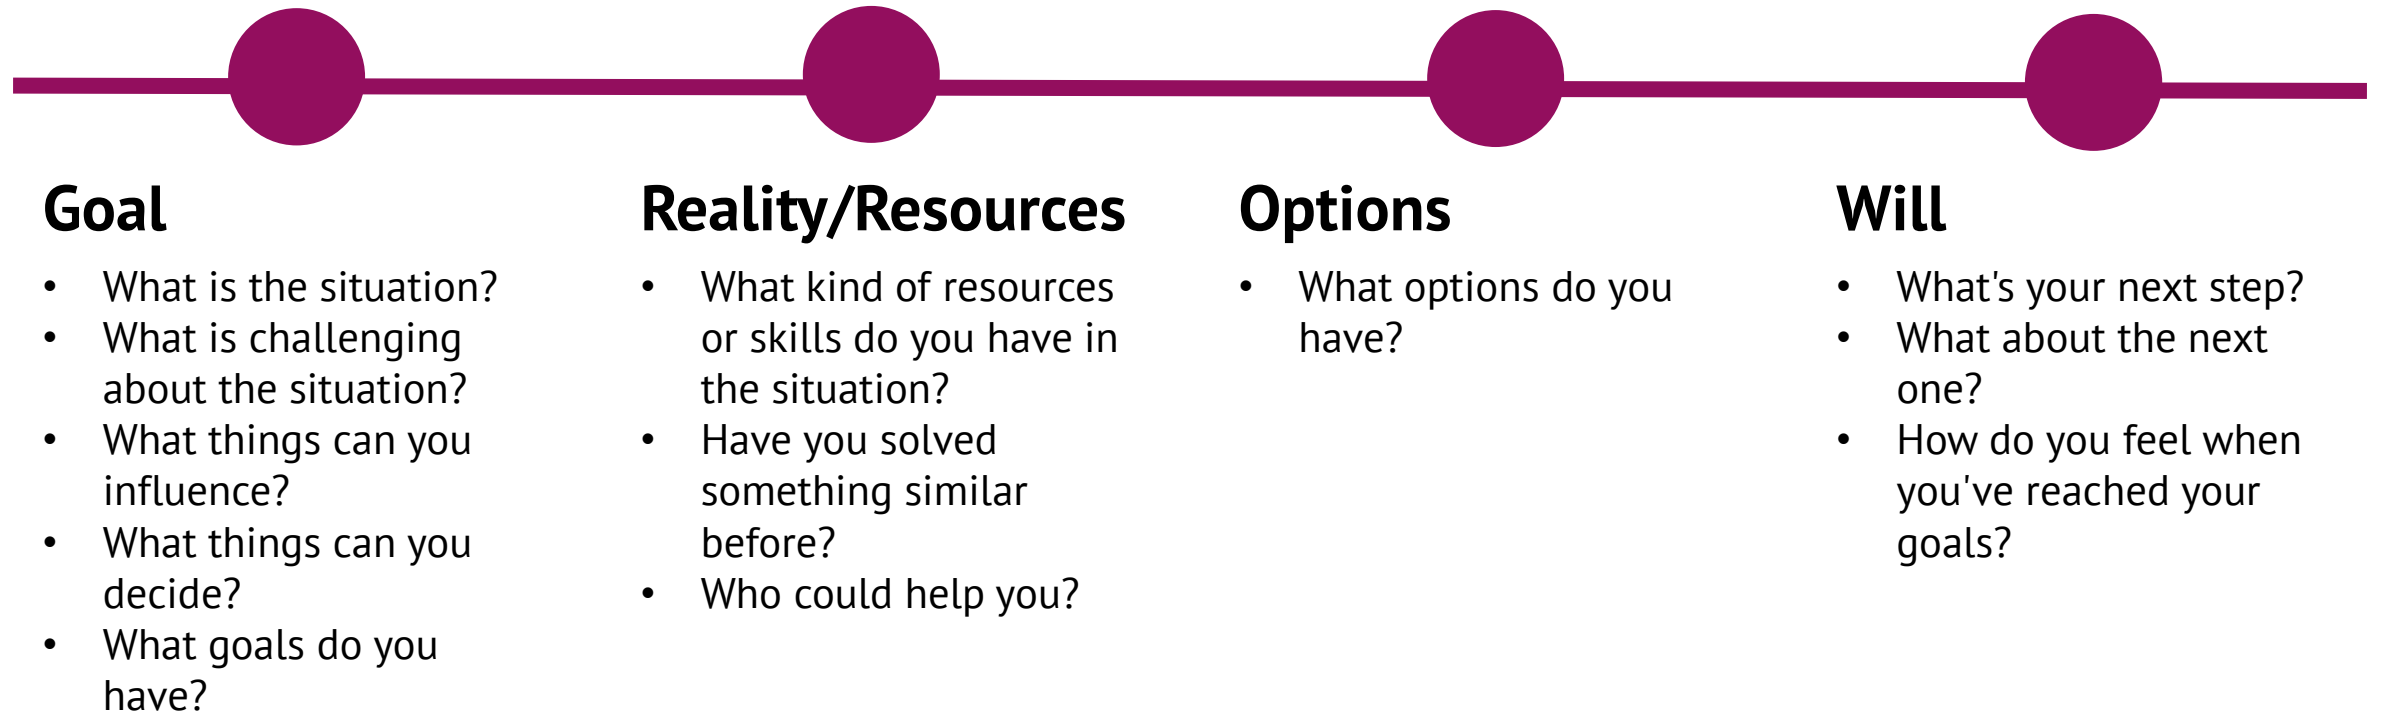 Goal
• What is the situation?
• What is challenging
about the situation?
• What things can you
influence?
• What things can you
decide?
• What goals do you
have?
Reality/Resources
• What kind of resources
or skills do you have in
the situation?
• Have you solved
something similar
before?
• Who could help you?
Options
• What options do you
have?
Will
• What's your next step?
• What about the next
one?
• How do you feel when
you've reached your
goals?